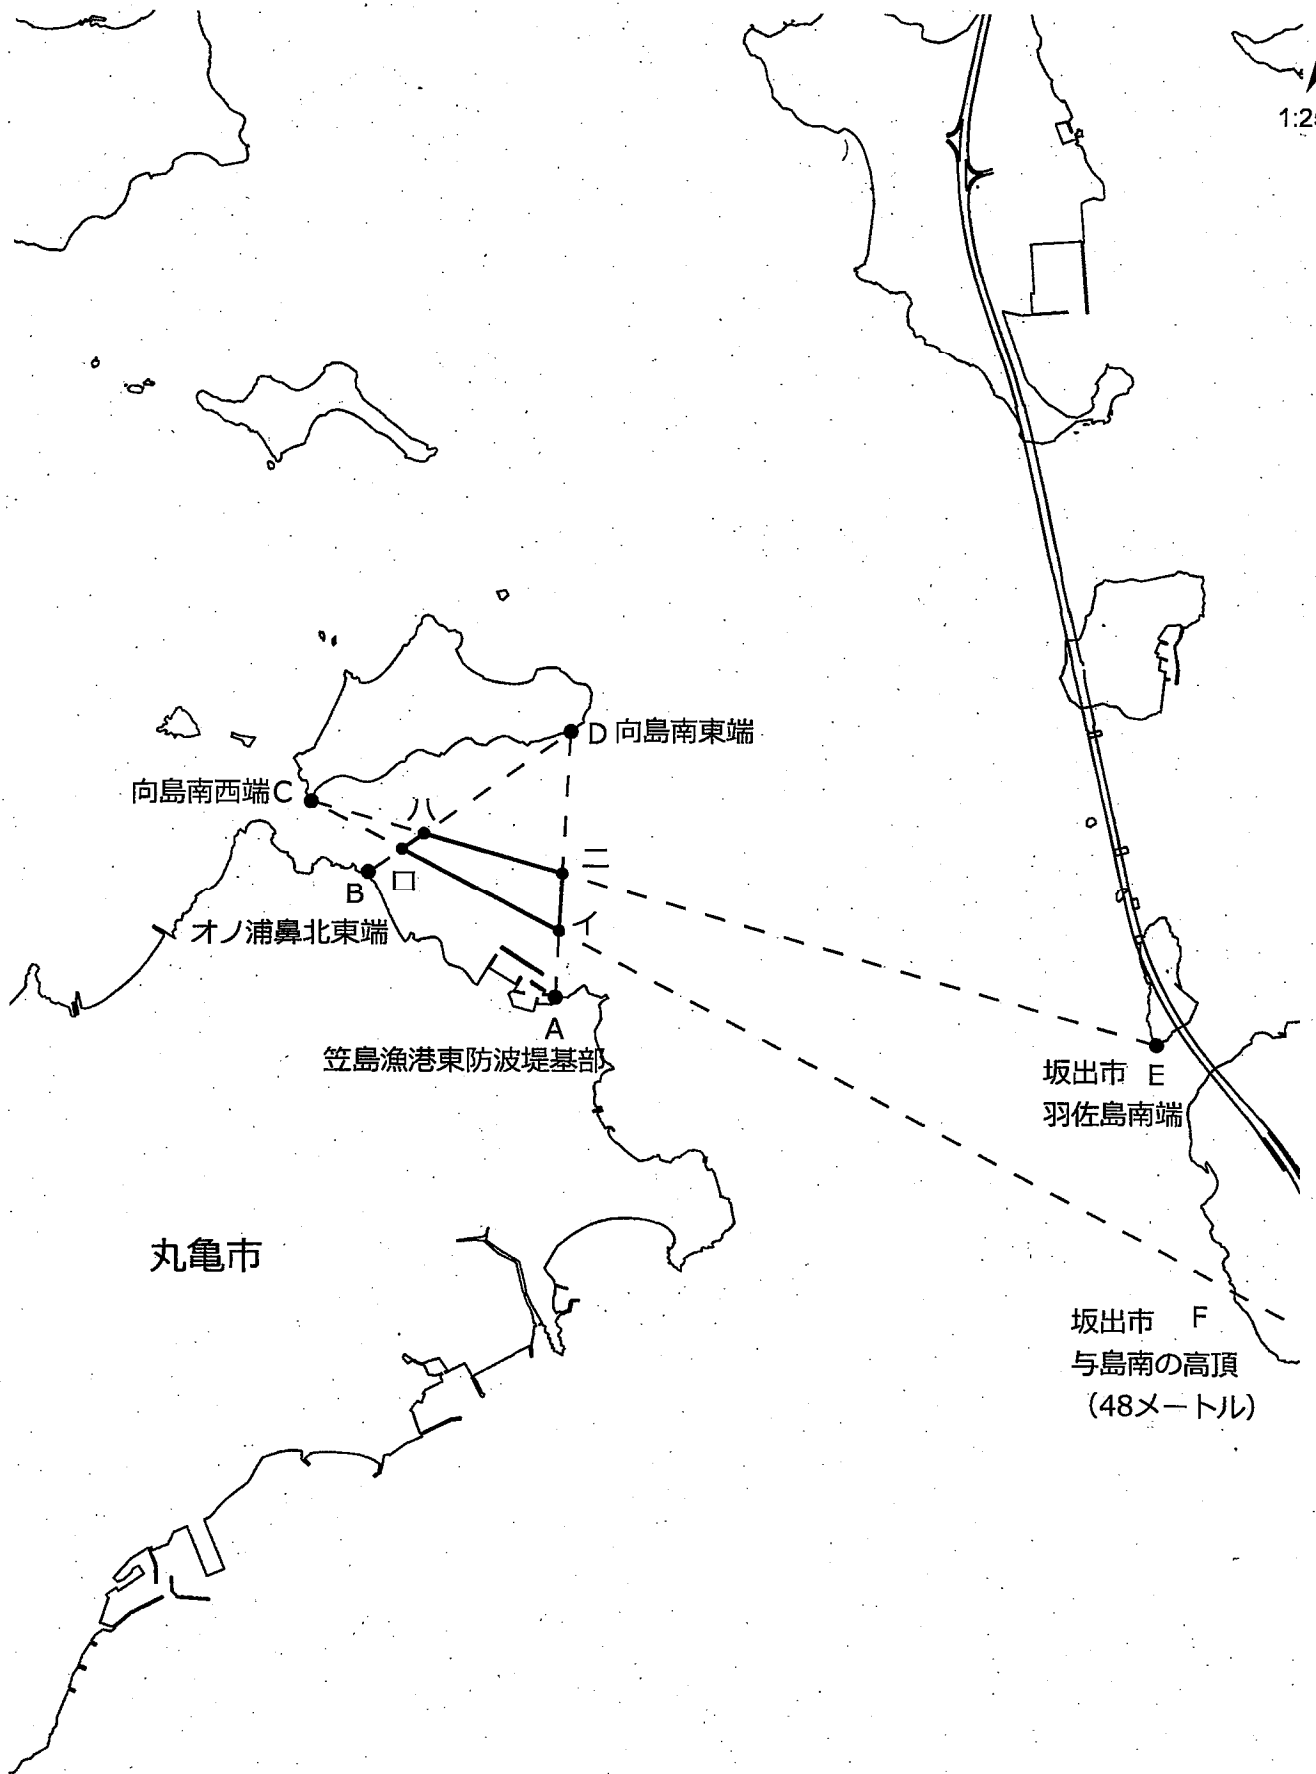 1:2
D 向島南東端
向島南西端C
ハ
ニ
B
ロ
イ
オノ浦鼻北東端
A
笠島漁港東防波堤基部
坂出市 E
羽佐島南端
丸亀市
坂出市 F
与島南の高頂
（48メートル）